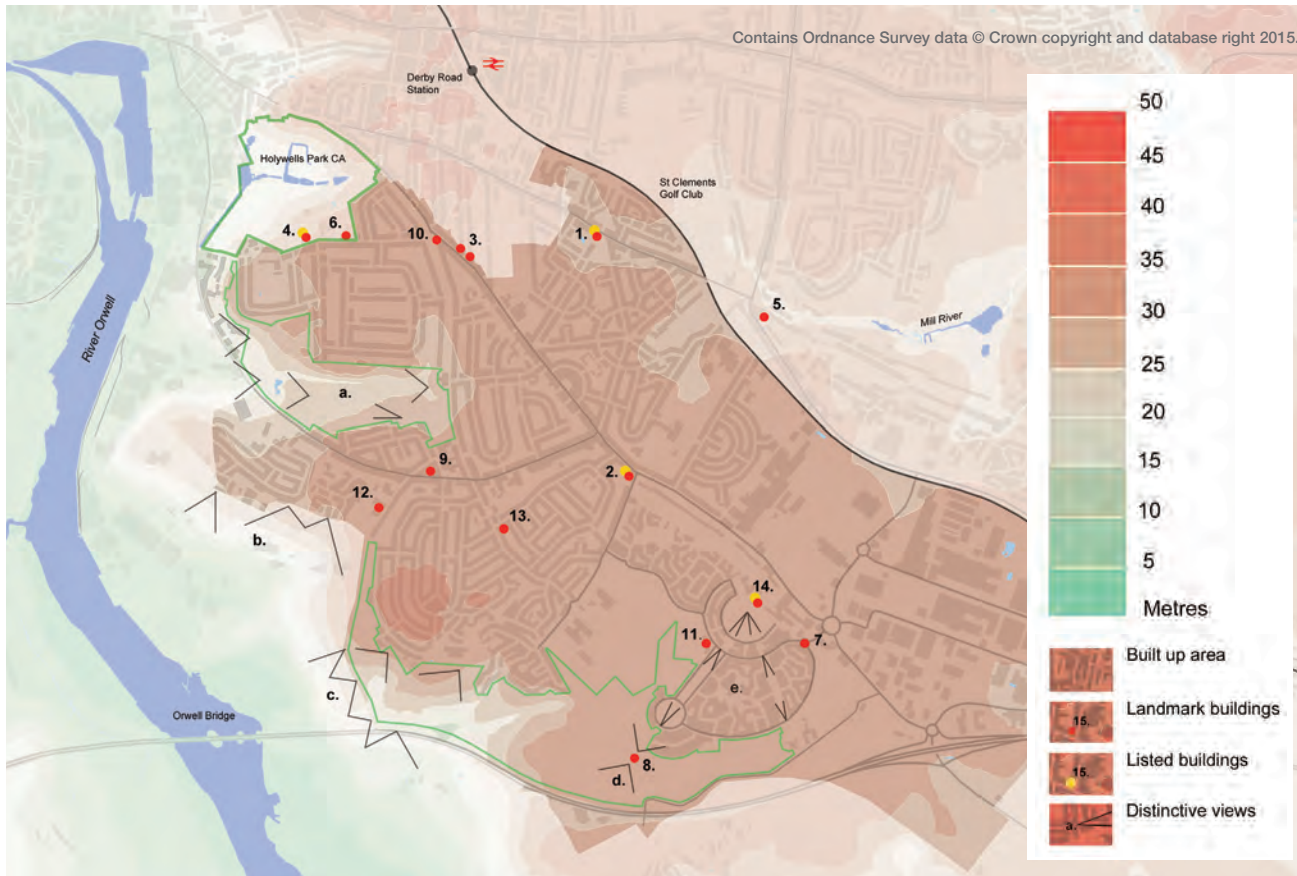 Contains Ordnance Survey data © Crown copyright and database right 2015.
Derby Road
Station
Holywells Park CA
St Clements
Golf Club
4.
6.
10.
3.
1.
5.
Mill River
River Orwell
a.
9.
2.
12.
13.
b.
14.
11.
7.
e.
c.
Orwell Bridge
8.
d.
50
45
40
35
30
25
20
15
10
5
Metres
Built up area
15.
Landmark buildings
15.
Listed buildings
a.
Distinctive views